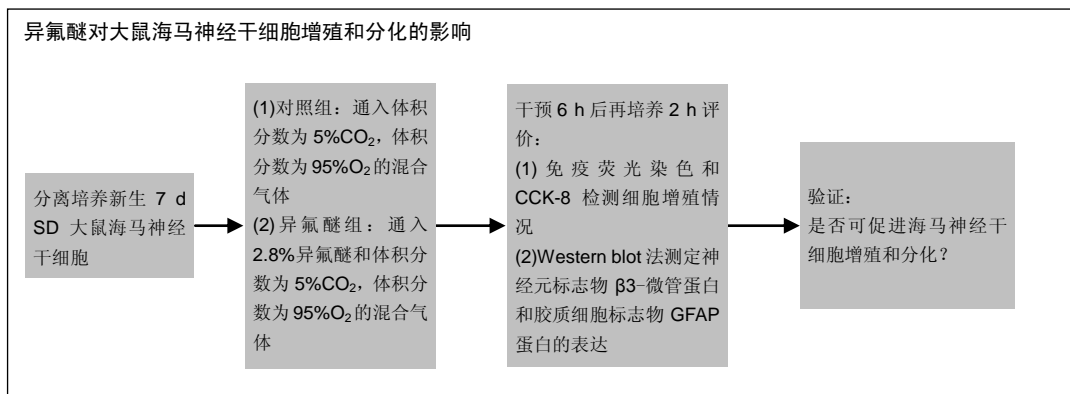 异氟醚对大鼠海马神经干细胞增殖和分化的影响
分离培养新生 7 d
SD 大鼠海马神经
干细胞
(1)对照组：通入体积
分数为 5%CO₂，体积
分数为 95%O₂的混合
气体
(2)异氟醚组：通入
2.8%异氟醚和体积分
数为 5%CO₂，体积分
数为 95%O₂的混合气
体
干预 6 h 后再培养 2 h 评
价：
(1)免疫荧光染色和
CCK-8 检测细胞增殖情
况
(2)Western blot 法测定神
经元标志物 β3-微管蛋白
和胶质细胞标志物 GFAP
蛋白的表达
验证：
是否可促进海马神经干
细胞增殖和分化？